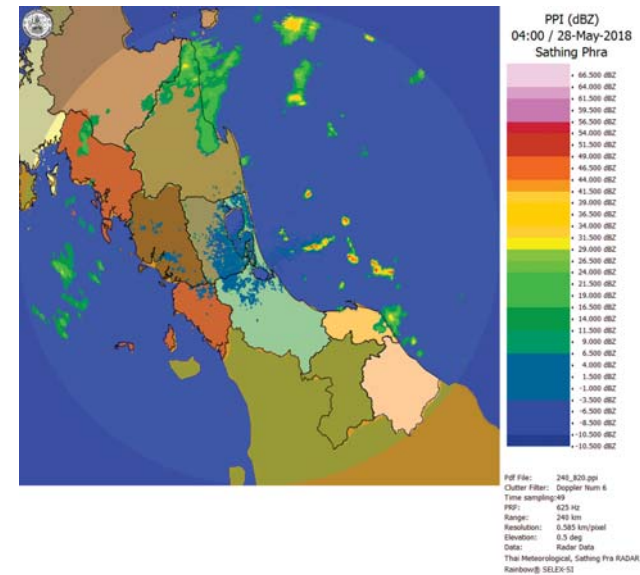 PPI (dBZ)
04:00 / 28-May-2018
Sathing Phra
66.500 dBZ
64.000 dBZ
61.500 dBZ
59.500 dBZ
56.500 dBZ
54.000 dBZ
51.500 dBZ
49.000 dBZ
46.500 dBZ
44.000 dBZ
41.500 dBZ
39.000 dBZ
36.500 dBZ
34.000 dBZ
31.500 dBZ
29.000 dBZ
26.500 dBZ
24.000 dBZ
21.500 dBZ
19.000 dBZ
16.500 dBZ
14.000 dBZ
11.500 dBZ
9.000 dBZ
6.500 dBZ
4.000 dBZ
1.500 dBZ
-1.000 dBZ
-3.500 dBZ
-6.500 dBZ
-8.500 dBZ
-10.500 dBZ
-10.500 dBZ
Pdf File: 240_820.ppi
Clutter Filter: Doppler Num 6
Time sampling:49
PRF: 625 Hz
Range: 240 km
Resolution: 0.585 km/pixel
Elevation: 0.5 deg
Data: Radar Data
Thai Meteorological, Sathing Pra RADAR
Rainbow® SELEX-SI